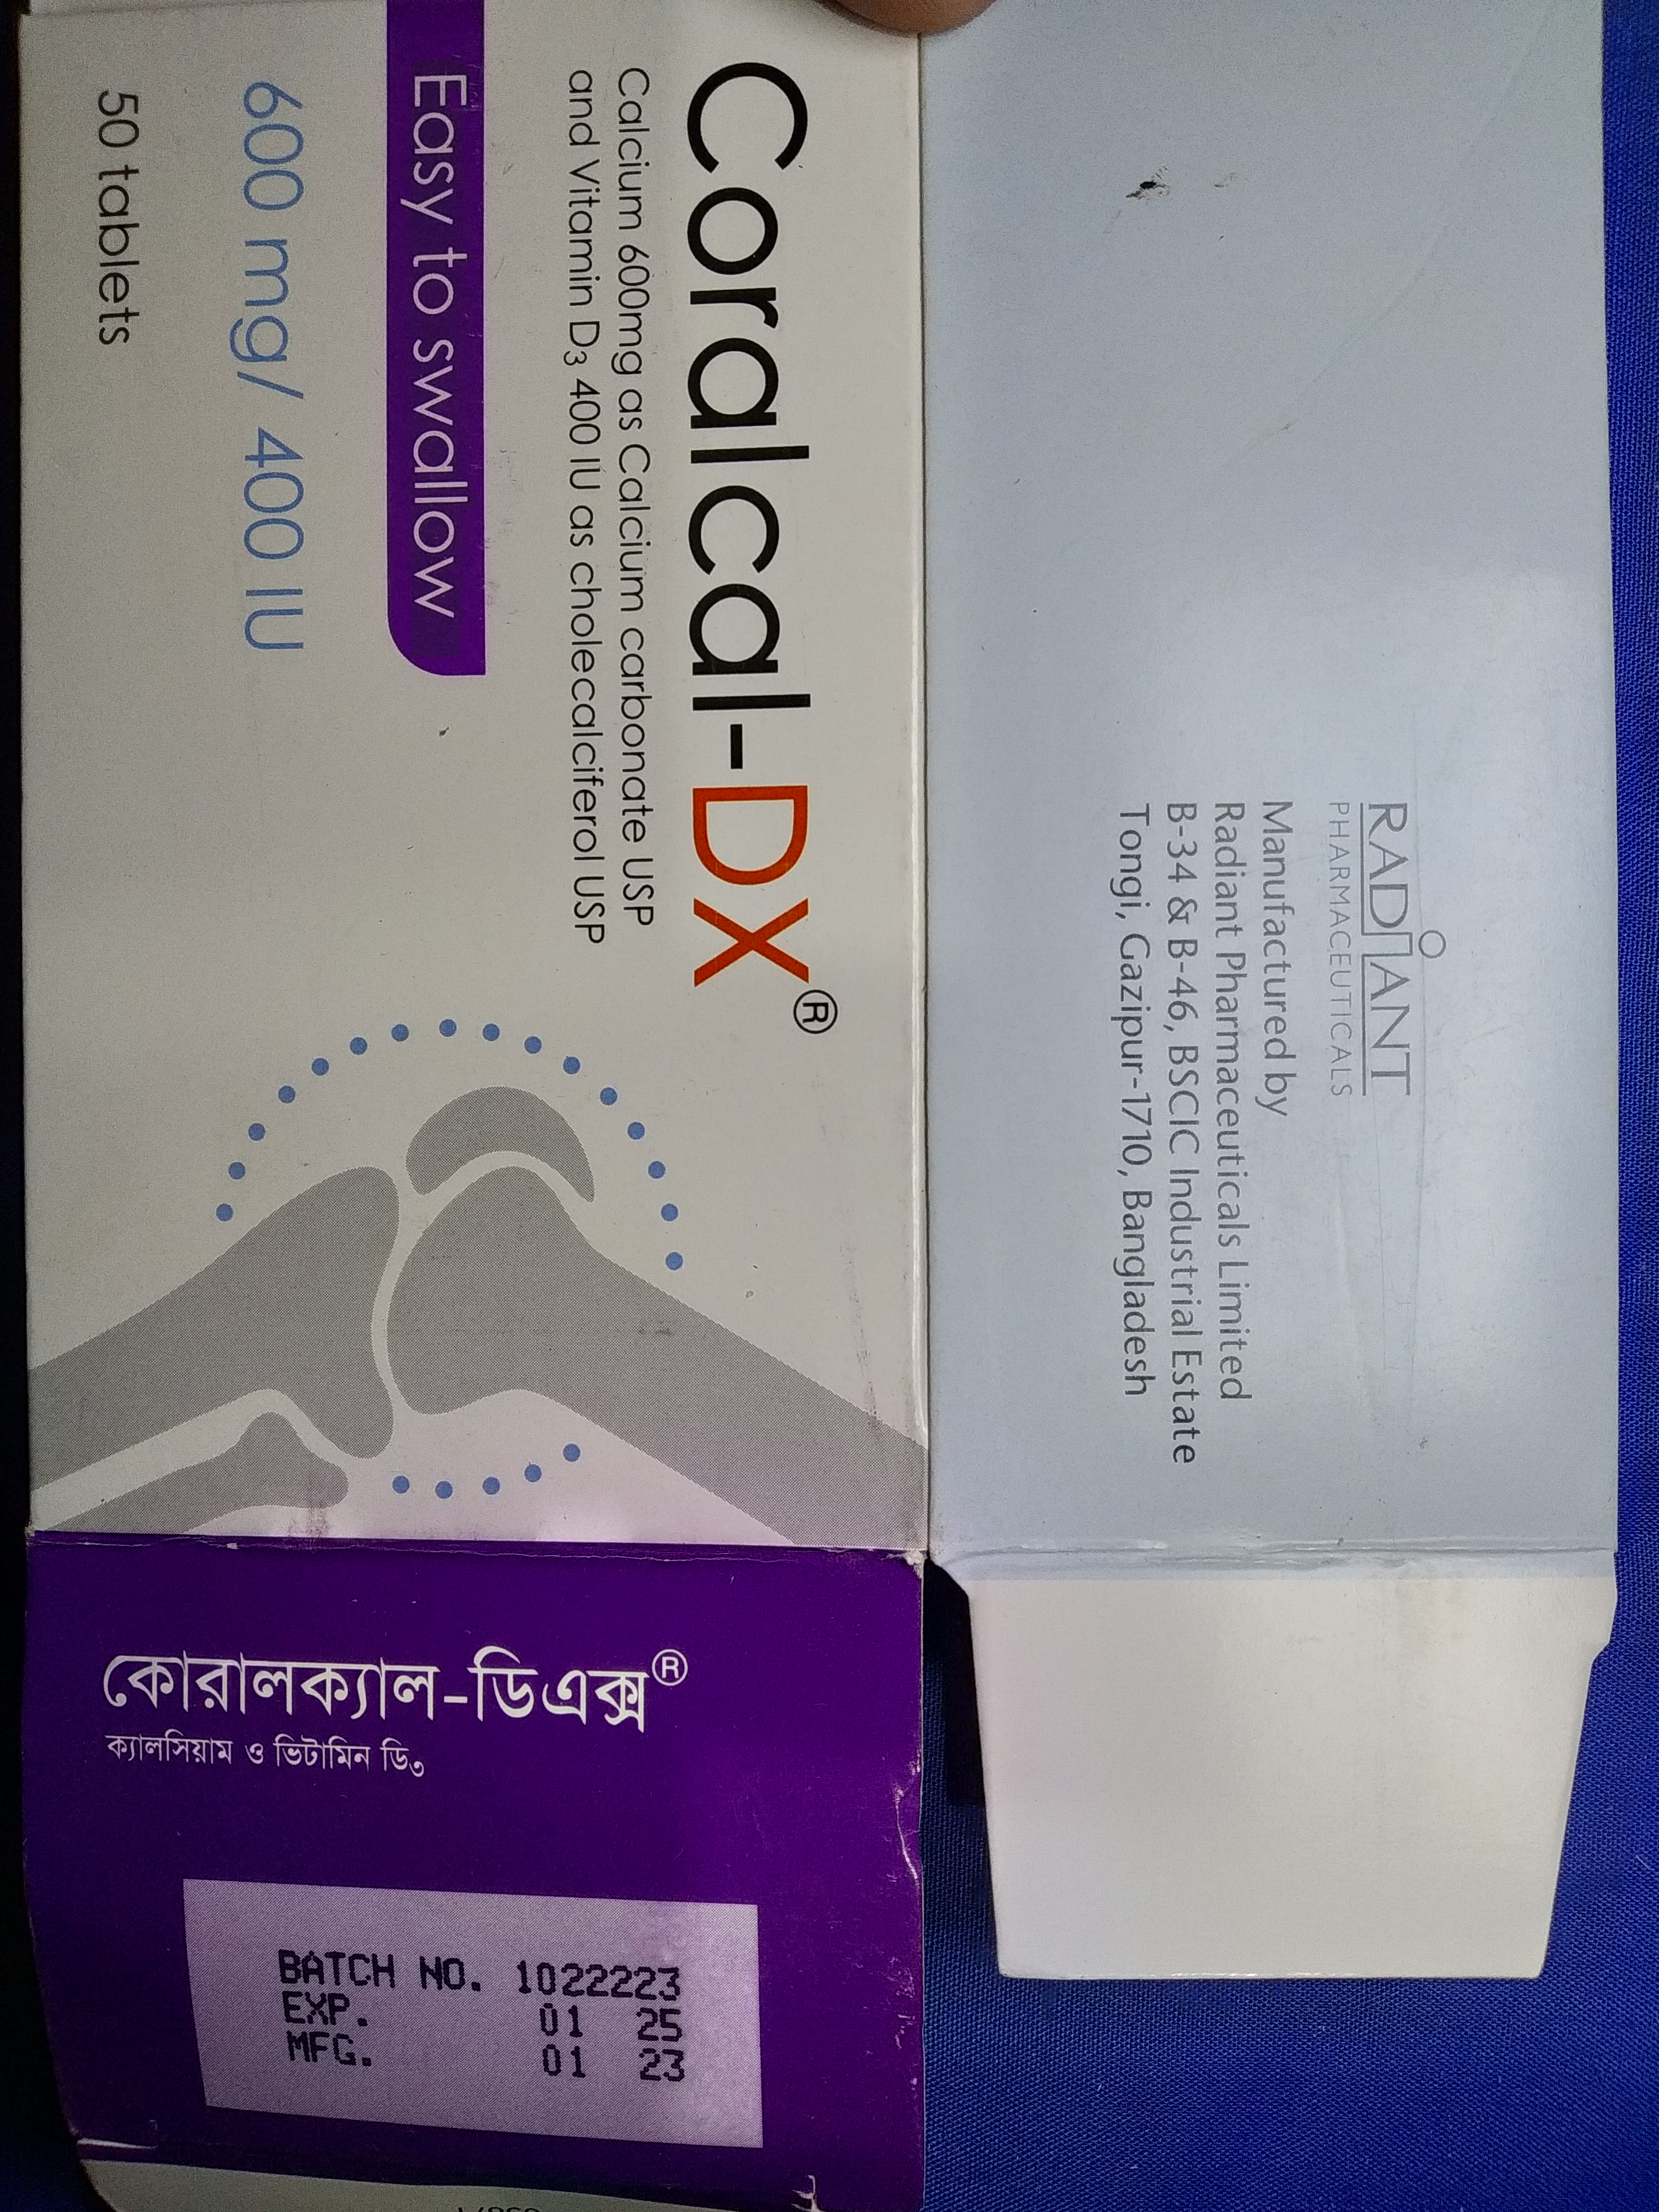 RADiANT
PHARMACEUTICALS
Manufactured by
Radiant Pharmaceuticals Limited
B-34 & B-46, BSCIC Industrial Estate
Tongi, Gazipur-1710, Bangladesh
Coralcal-DX®
Calcium 600mg as Calcium carbonate USP
and Vitamin D₃ 400 IU as cholecalciferol USP
Easy to swallow
600 mg/ 400 IU
50 tablets
কোরালক্যাল-ডিএক্স®
ক্যালসিয়াম ও ভিটামিন ডি₃
BATCH NO. 1022223
EXP. 01 25
MFG. 01 23